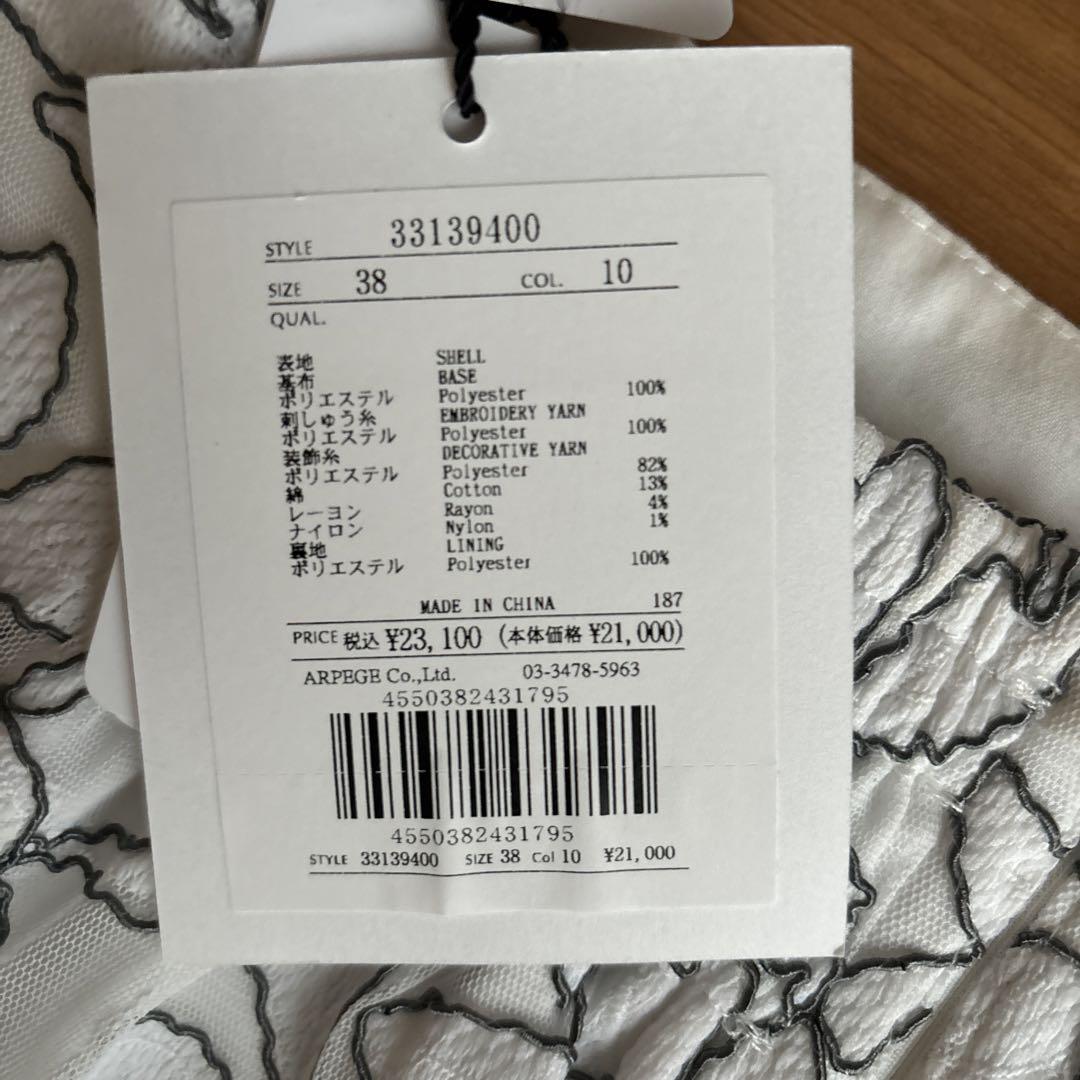 STYLE 33139400
SIZE 38 COL. 10
QUAL.
表地 SHELL
基布 BASE
ポリエステル Polyester 100%
刺しゅう糸 EMBROIDERY YARN
ポリエステル Polyester 100%
装飾糸 DECORATIVE YARN
ポリエステル Polyester 82%
綿 Cotton 13%
レーヨン Rayon 4%
ナイロン Nylon 1%
裏地 LINING
ポリエステル Polyester 100%
MADE IN CHINA 187
PRICE 税込 ¥23,100 (本体価格 ¥21,000)
ARPEGE Co.,Ltd. 03-3478-5963
4550382431795
4550382431795
STYLE 33139400 SIZE 38 Col 10 ¥21,000